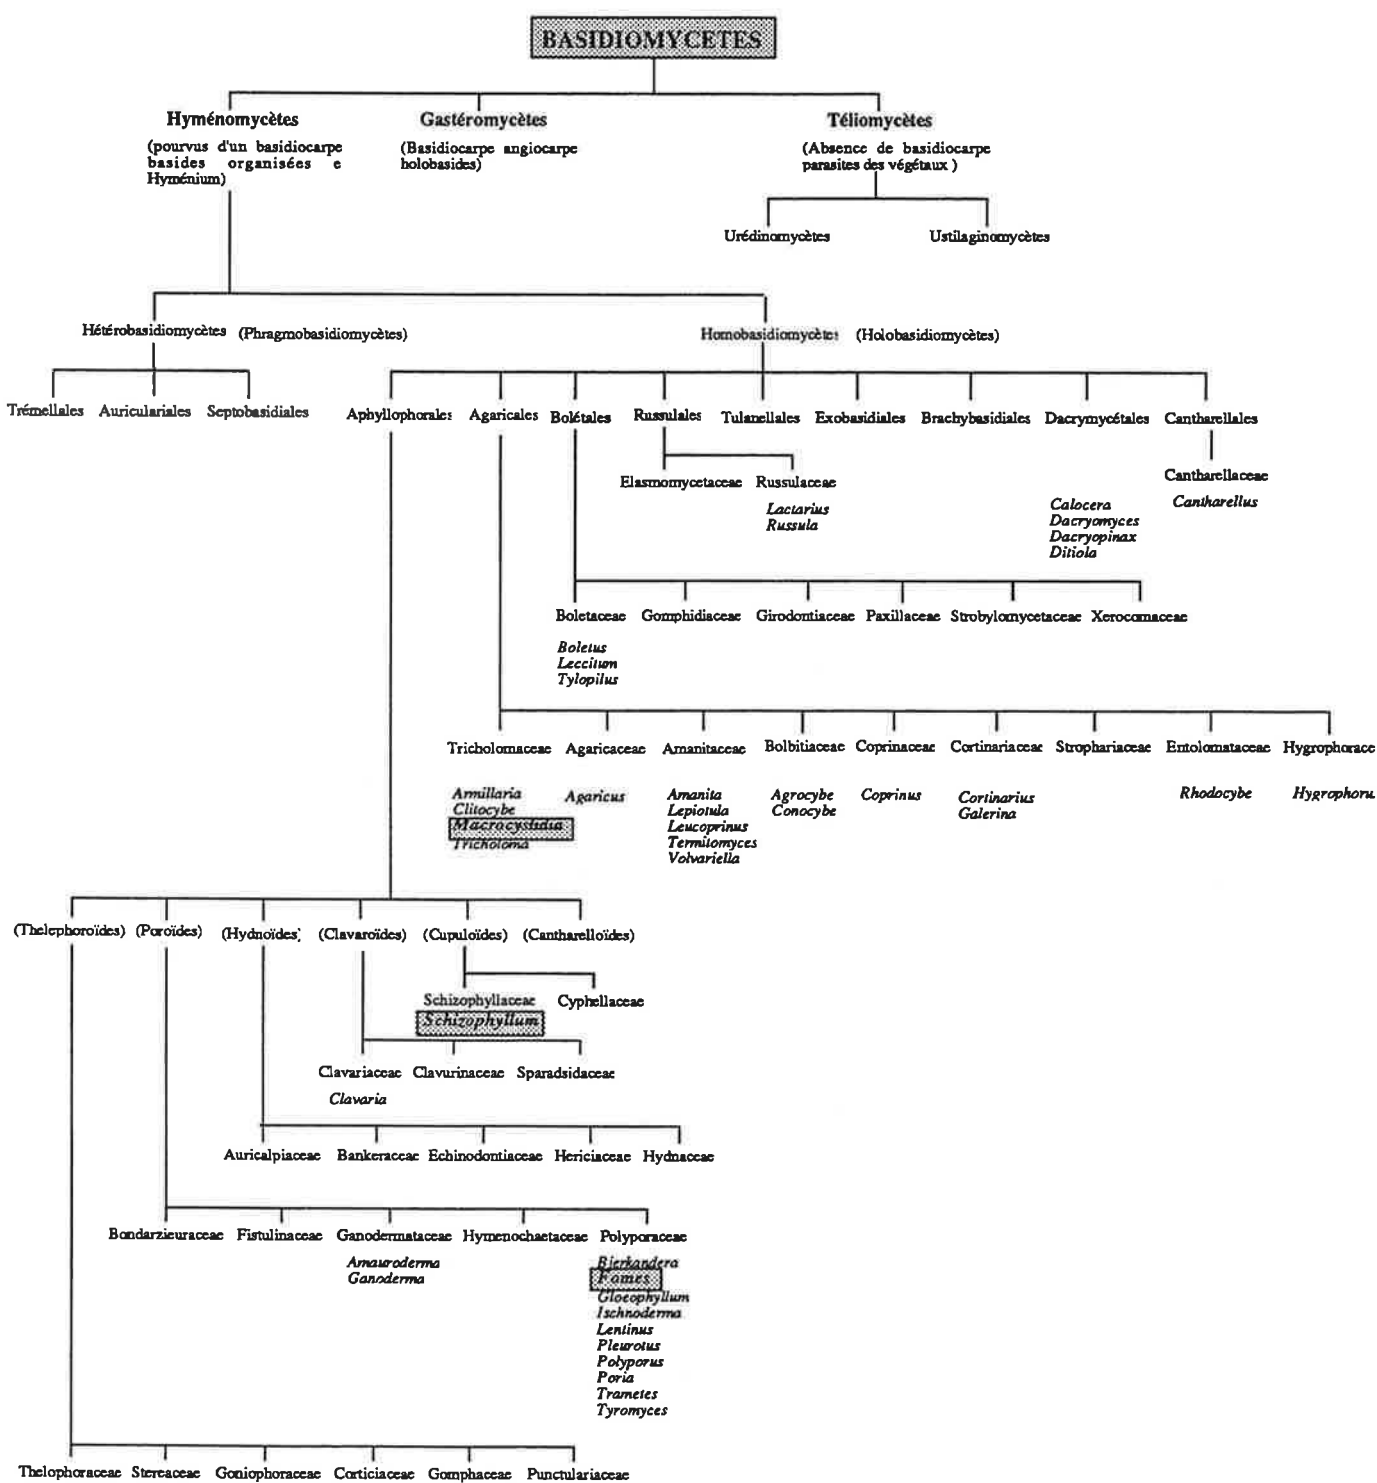 BASIDIOMYCETES
Hyménomycètes
(pourvus d'un basidiocarpe
basides organisées e
Hyménium)
Gastéromycètes
(Basidiocarpe angiocarpe
holobasides)
Téliomycètes
(Absence de basidiocarpe
parasites des végétaux )
Urédinomycètes
Ustilaginomycètes
Hétérobasidiomycètes (Phragmobasidiomycètes)
Homobasidiomycètes (Holobasidiomycètes)
Trémellales
Auriculariales
Septobasidiales
Aphyllophorales
Agaricales
Bolétales
Russulales
Tulanellales
Exobasidiales
Brachybasidiales
Dacrymycétales
Cantharellales
Elasmomycetaceae
Russulaceae
Lactarius
Russula
Calocera
Dacryomyces
Dacryopinax
Ditiola
Cantharellaceae
Cantharellus
Boletaceae
Gomphidiaceae
Girodontiaceae
Paxillaceae
Strobylomycetaceae
Xerocomaceae
Boletus
Leccitum
Tylopilus
Tricholomaceae
Agaricaceae
Amanitaceae
Bolbitiaceae
Coprinaceae
Cortinariaceae
Strophariaceae
Entolomataceae
Hygrophorace
Armillaria
Clitocybe
Macrocystidia
Tricholoma
Agaricus
Amanita
Lepiotula
Leucoprinus
Termitomyces
Volvariella
Agrocybe
Conocybe
Coprinus
Cortinarius
Galerina
Rhodocybe
Hygrophoru
(Thelephoroïdes)
(Poroïdes)
(Hydnoïdes)
(Clavaroïdes)
(Cupuloïdes)
(Cantharelloïdes)
Schizophyllaceae
Schizophyllum
Cyphellaceae
Clavariaceae
Clavurinaceae
Sparadsidaceae
Clavaria
Auricalpiaceae
Bankeraceae
Echinodontiaceae
Hericiaceae
Hydnaceae
Bondarzieuraceae
Fistulinaceae
Ganodermataceae
Hymenochaetaceae
Polyporaceae
Amauroderma
Ganoderma
Bjerkandera
Fomes
Gloeophyllum
Ischnoderma
Lentinus
Pleurotus
Polyporus
Poria
Trametes
Tyromyces
Thelophoraceae
Stereaceae
Goniophoraceae
Corticiaceae
Gomphaceae
Punctulariaceae